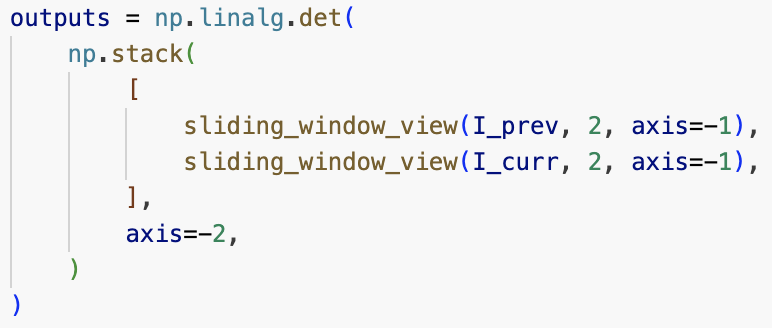 outputs = np.linalg.det(
    np.stack(
        [
            sliding_window_view(I_prev, 2, axis=-1),
            sliding_window_view(I_curr, 2, axis=-1),
        ],
        axis=-2,
    )
)